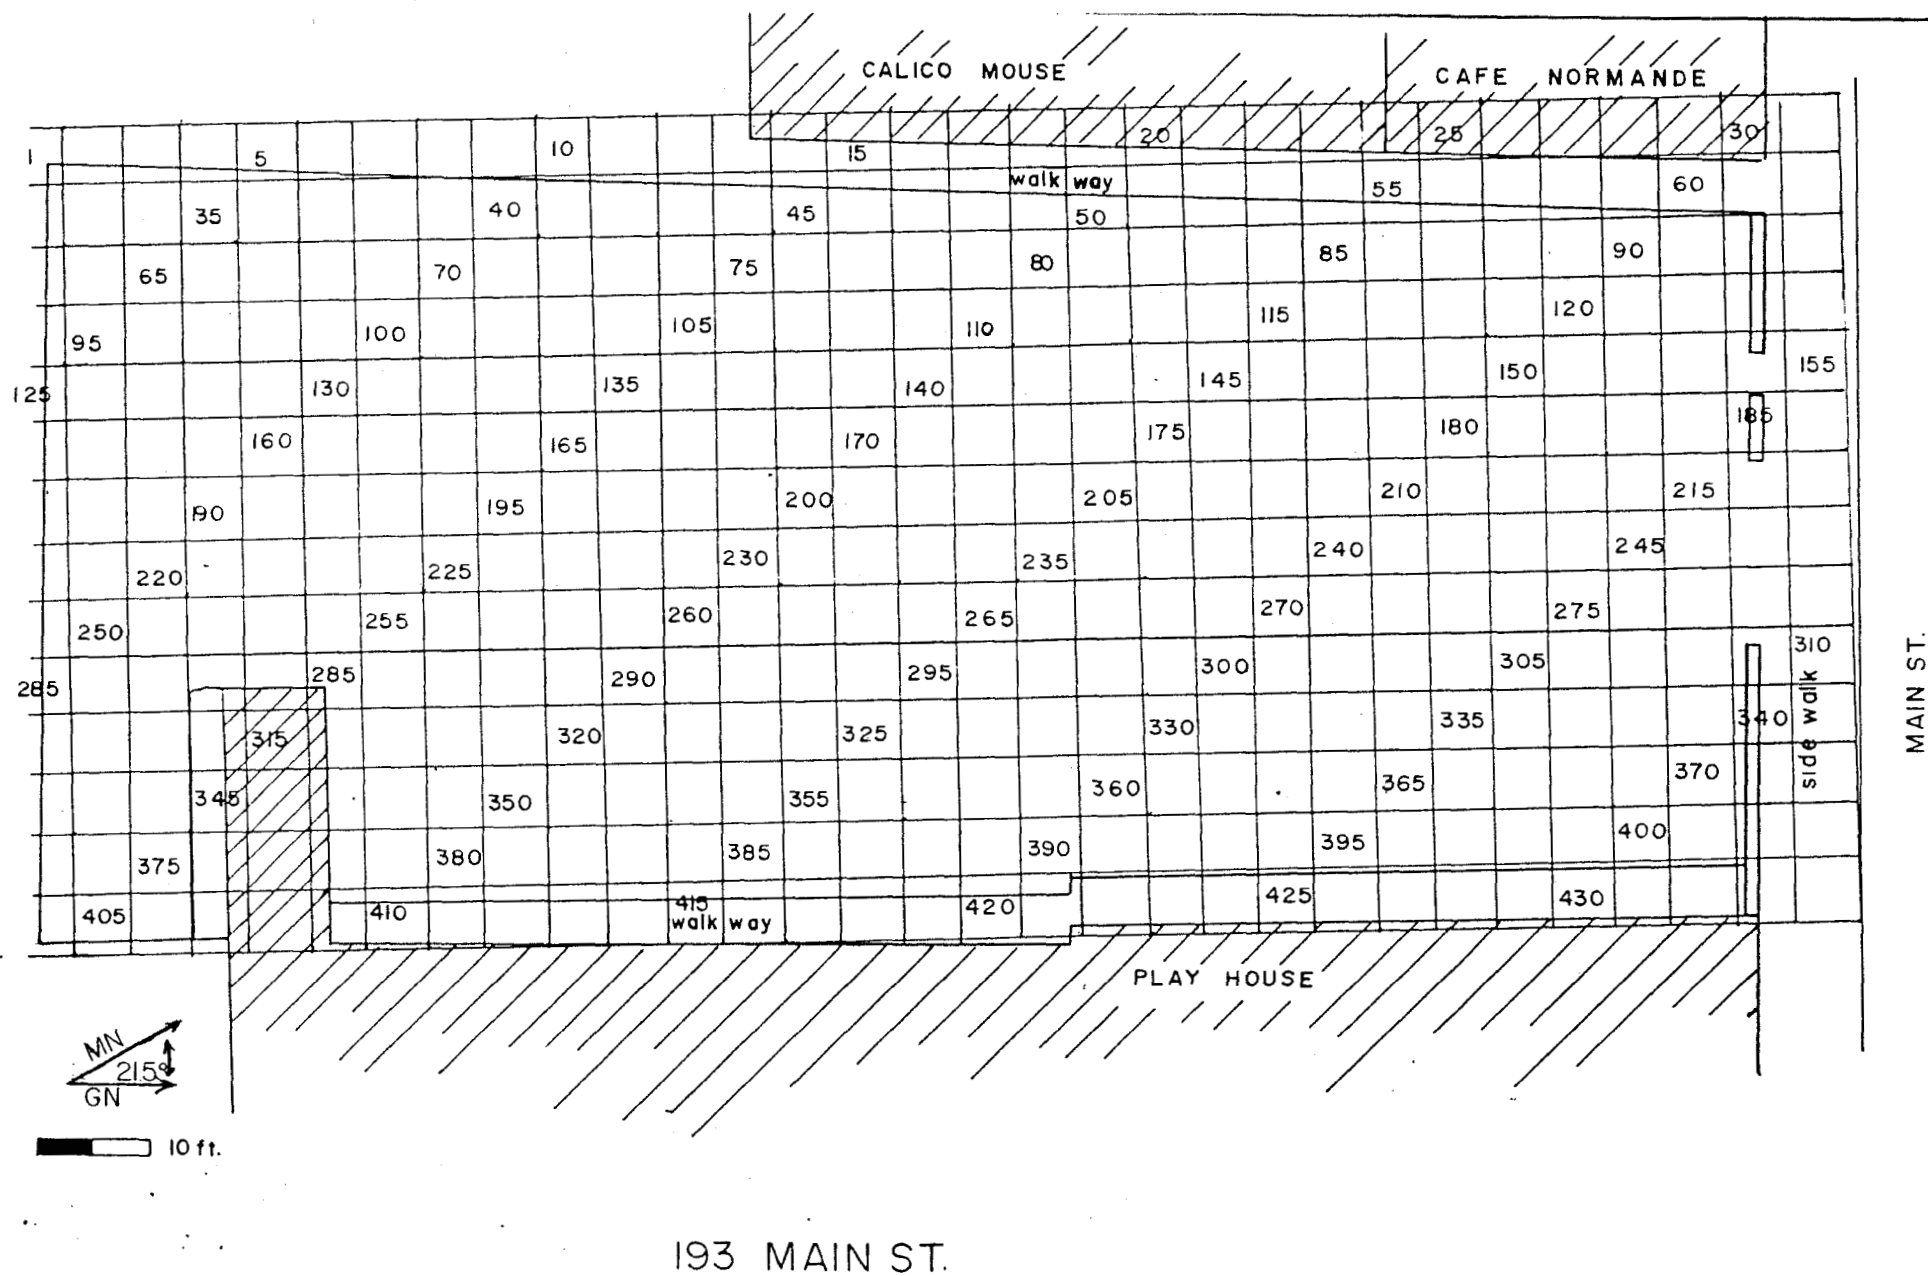 CALICO MOUSE
CAFE NORMANDE
1 5 10 15 20 25 30
walk way
35 40 45 50 55 60
65 70 75 80 85 90
95 100 105 110 115 120
125 130 135 140 145 150 155
160 165 170 175 180 185
190 195 200 205 210 215
220 225 230 235 240 245
250 255 260 265 270 275
285 285 290 295 300 305 310
315 320 325 330 335 340
345 350 355 360 365 370
375 380 385 390 395 400
405 410 415 420 425 430
walk way
side walk
MAIN ST.
PLAY HOUSE
MN
21.5°
GN
10 ft.
193 MAIN ST.